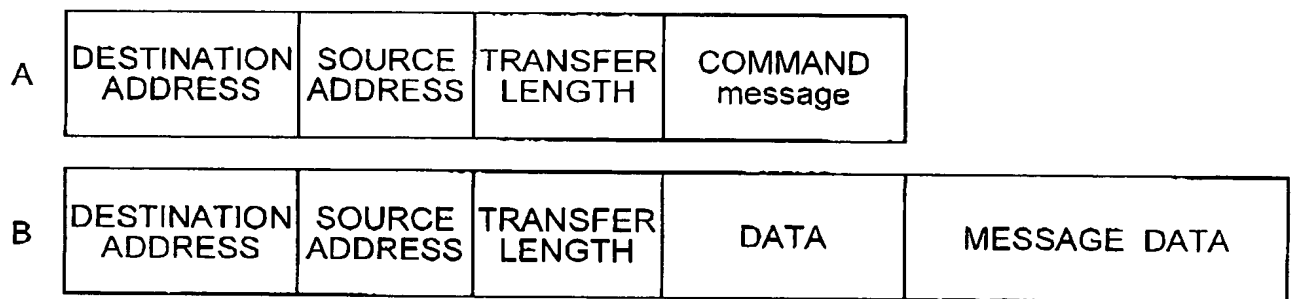 A
DESTINATION
ADDRESS
SOURCE
ADDRESS
TRANSFER
LENGTH
COMMAND
message
B
DESTINATION
ADDRESS
SOURCE
ADDRESS
TRANSFER
LENGTH
DATA
MESSAGE DATA